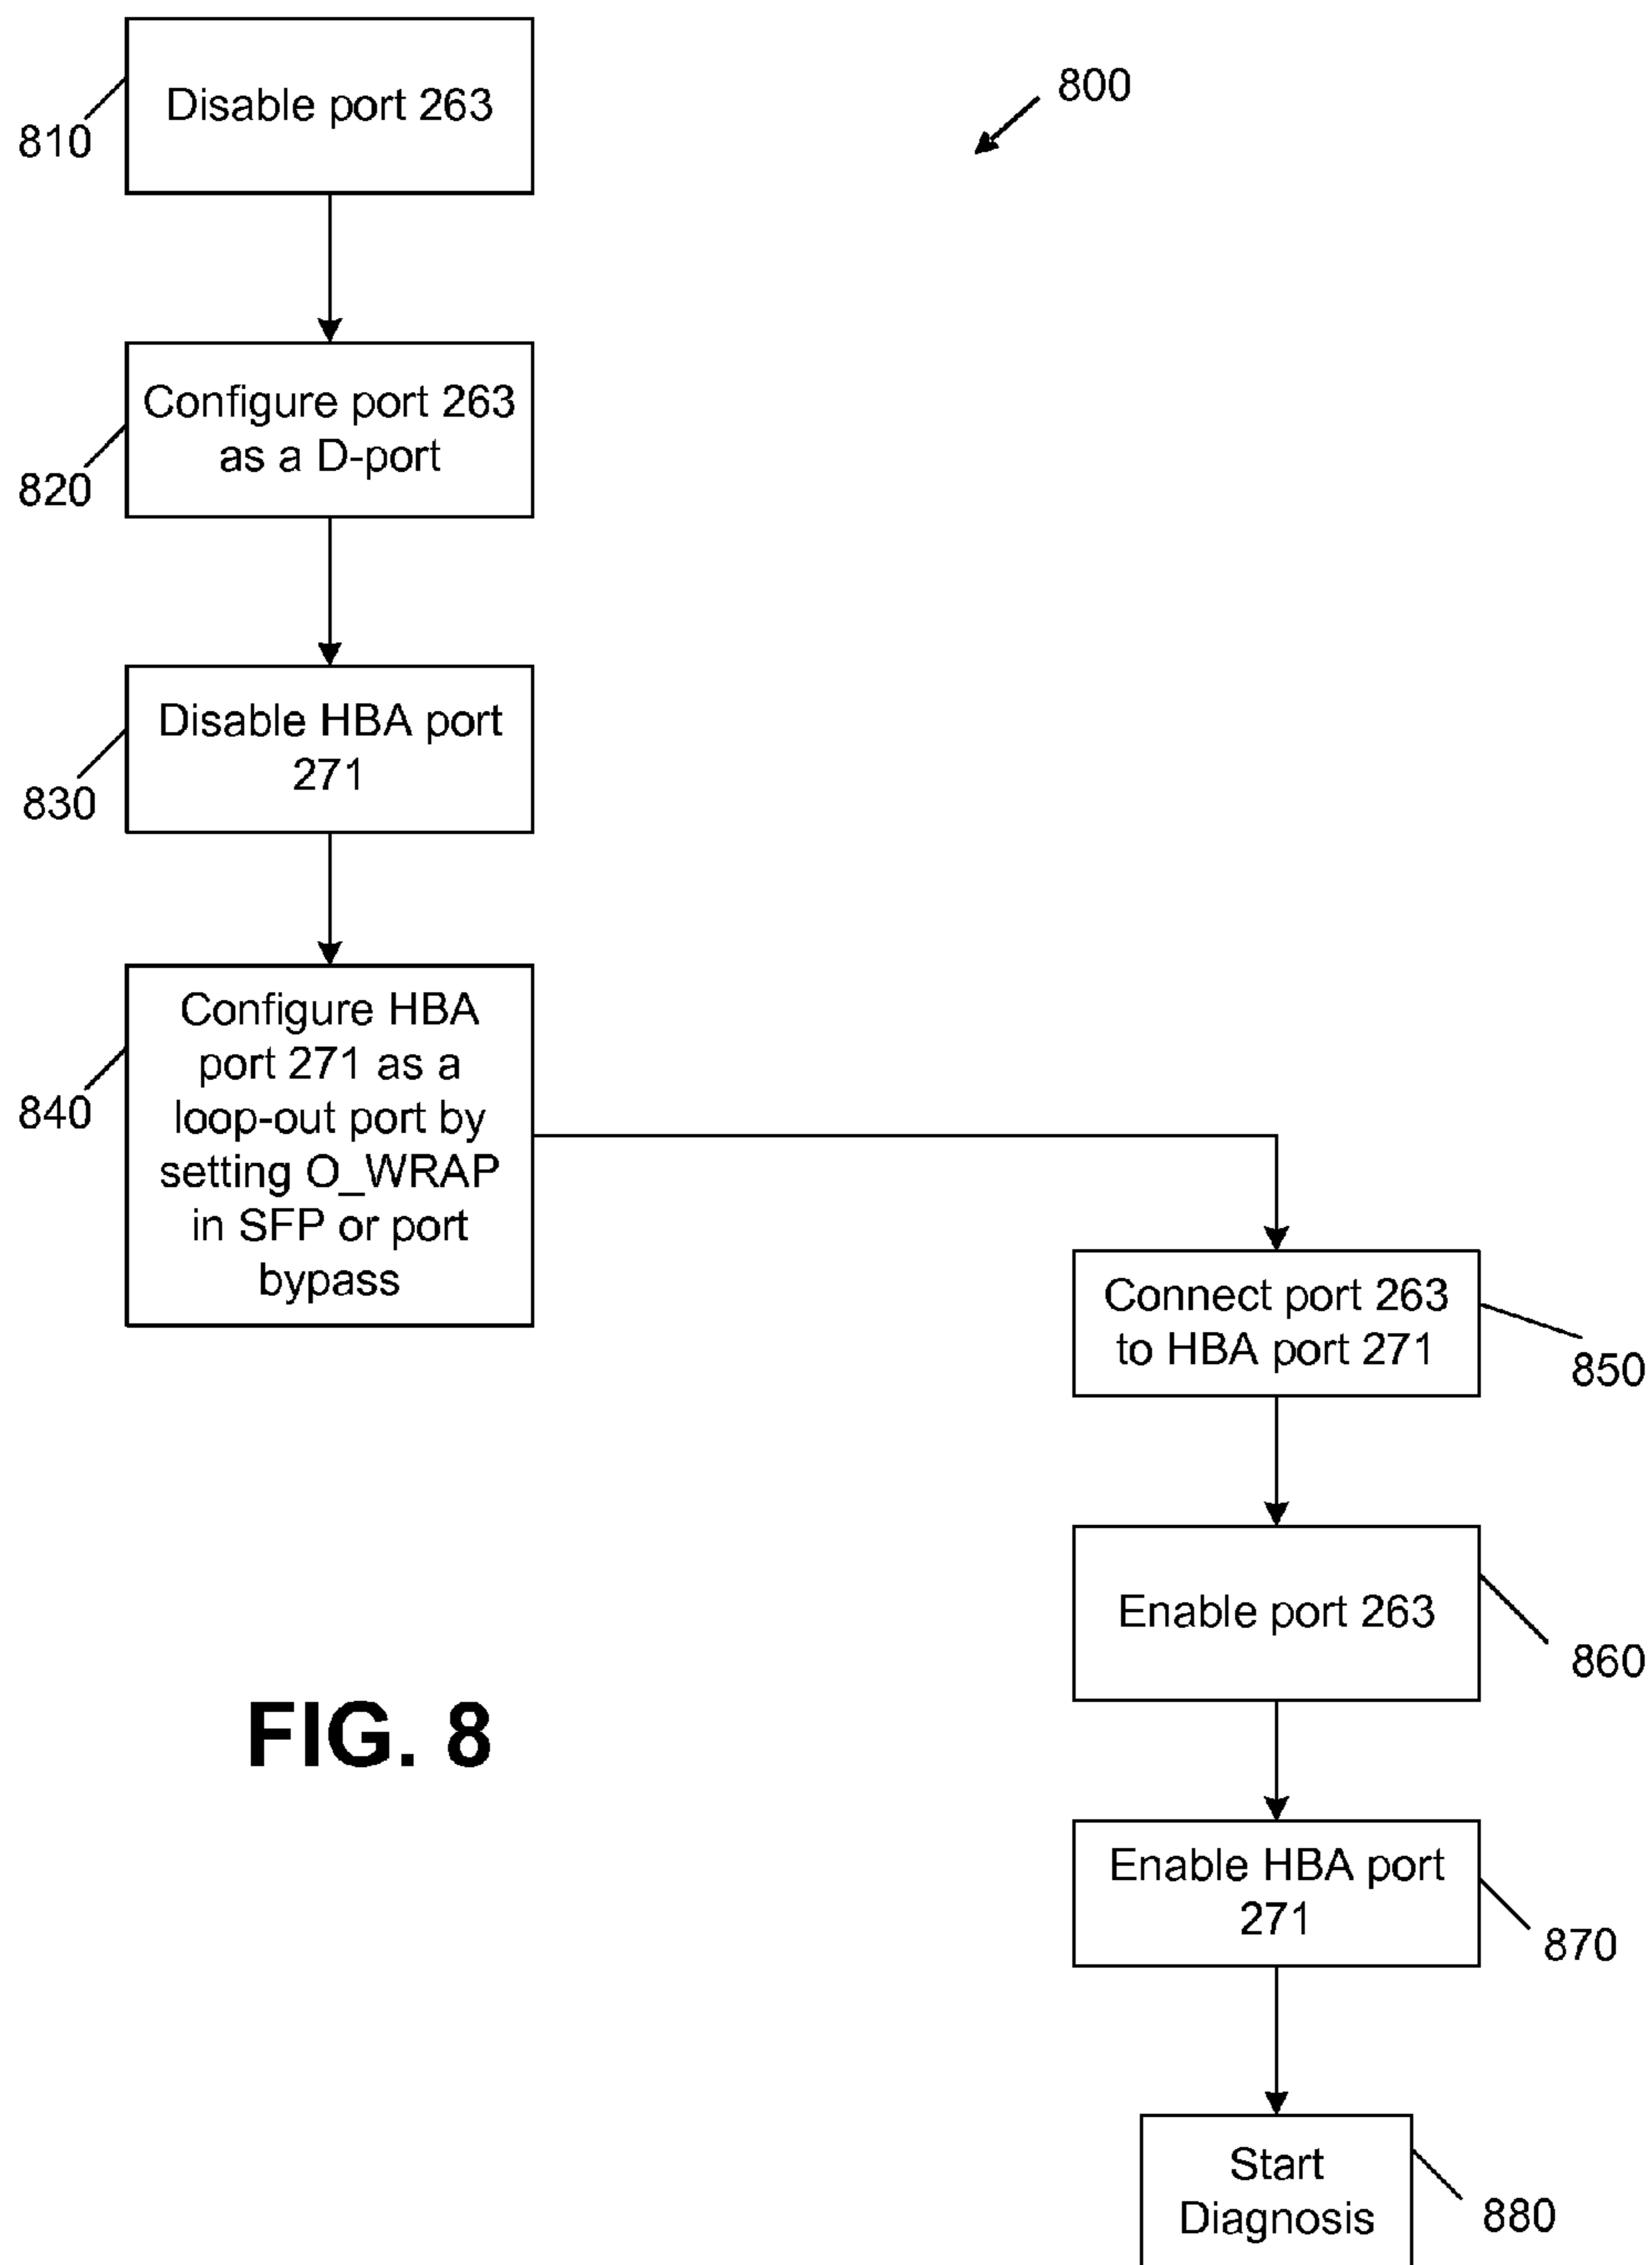 800
Disable port 263
810
Configure port 263
as a D-port
820
Disable HBA port
271
830
Configure HBA
port 271 as a
loop-out port by
setting O_WRAP
in SFP or port
bypass
840
Connect port 263
to HBA port 271
850
Enable port 263
860
Enable HBA port
271
870
Start
Diagnosis
880
FIG. 8